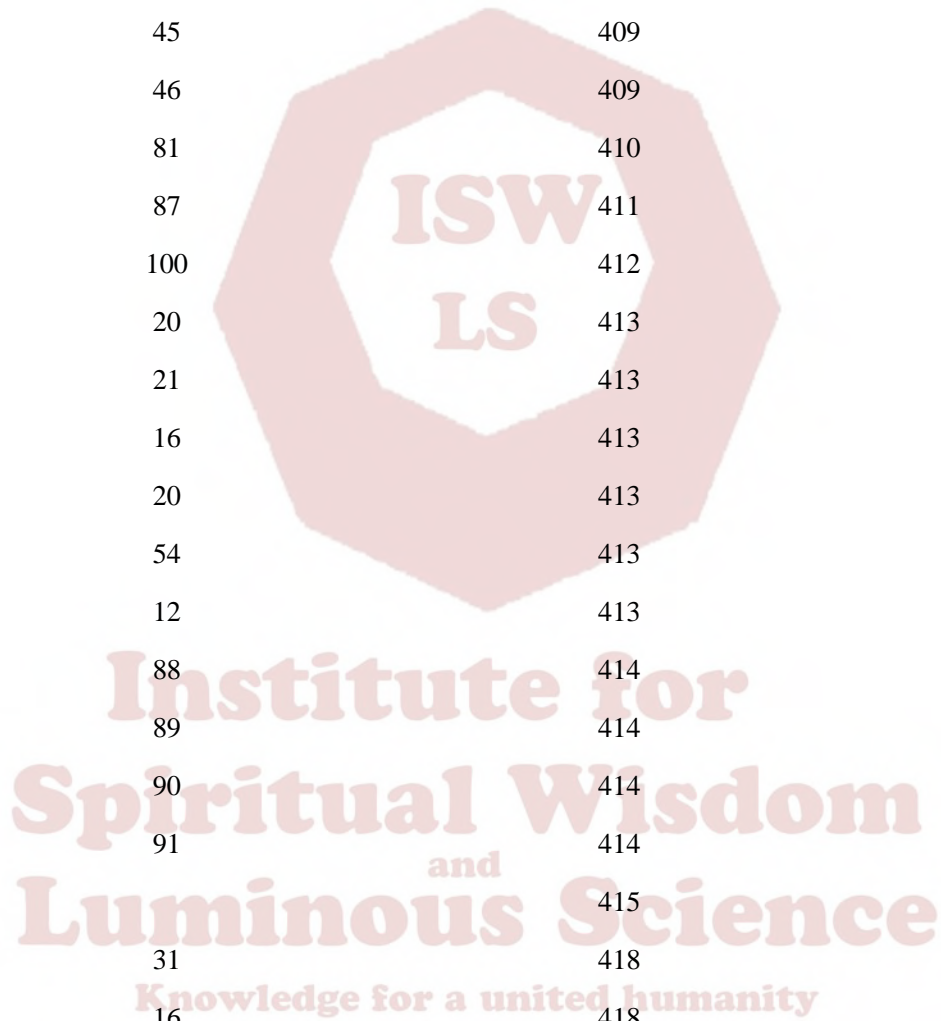 45 409
46 409
81 410
ISW
87 411
100 412
LS
20 413
21 413
16 413
20 413
54 413
12 413
Institute for
88 414
89 414
Spiritual Wisdom
90 414
91 414
and
Luminous Science
415
31 418
Knowledge for a united humanity
16 418